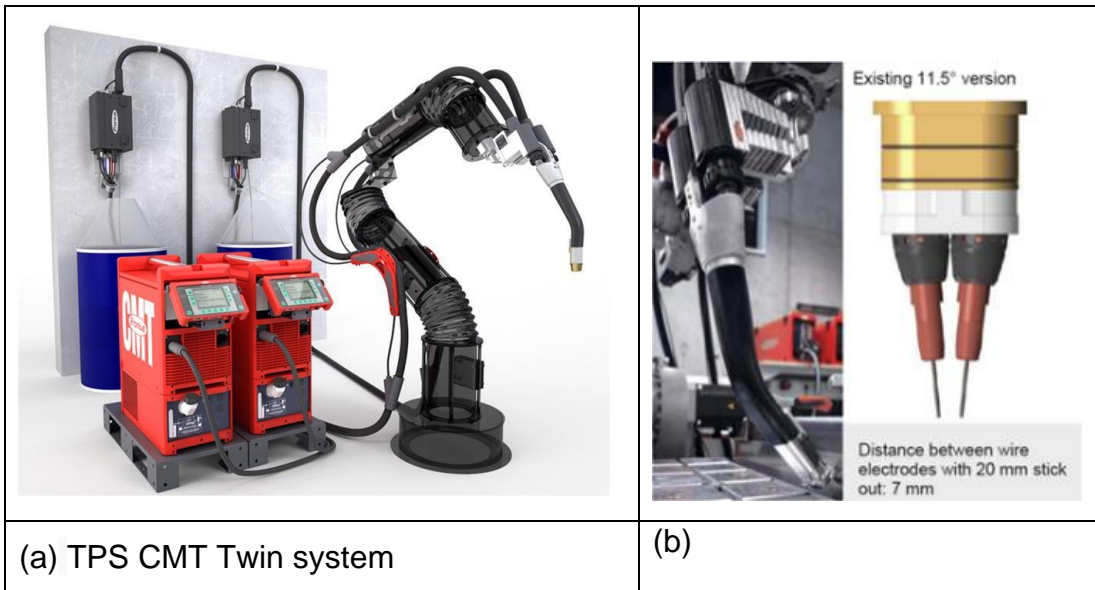 Existing 11.5° version
CMT
Fronius
Distance between wire
electrodes with 20 mm stick
out: 7 mm
(a) TPS CMT Twin system
(b)